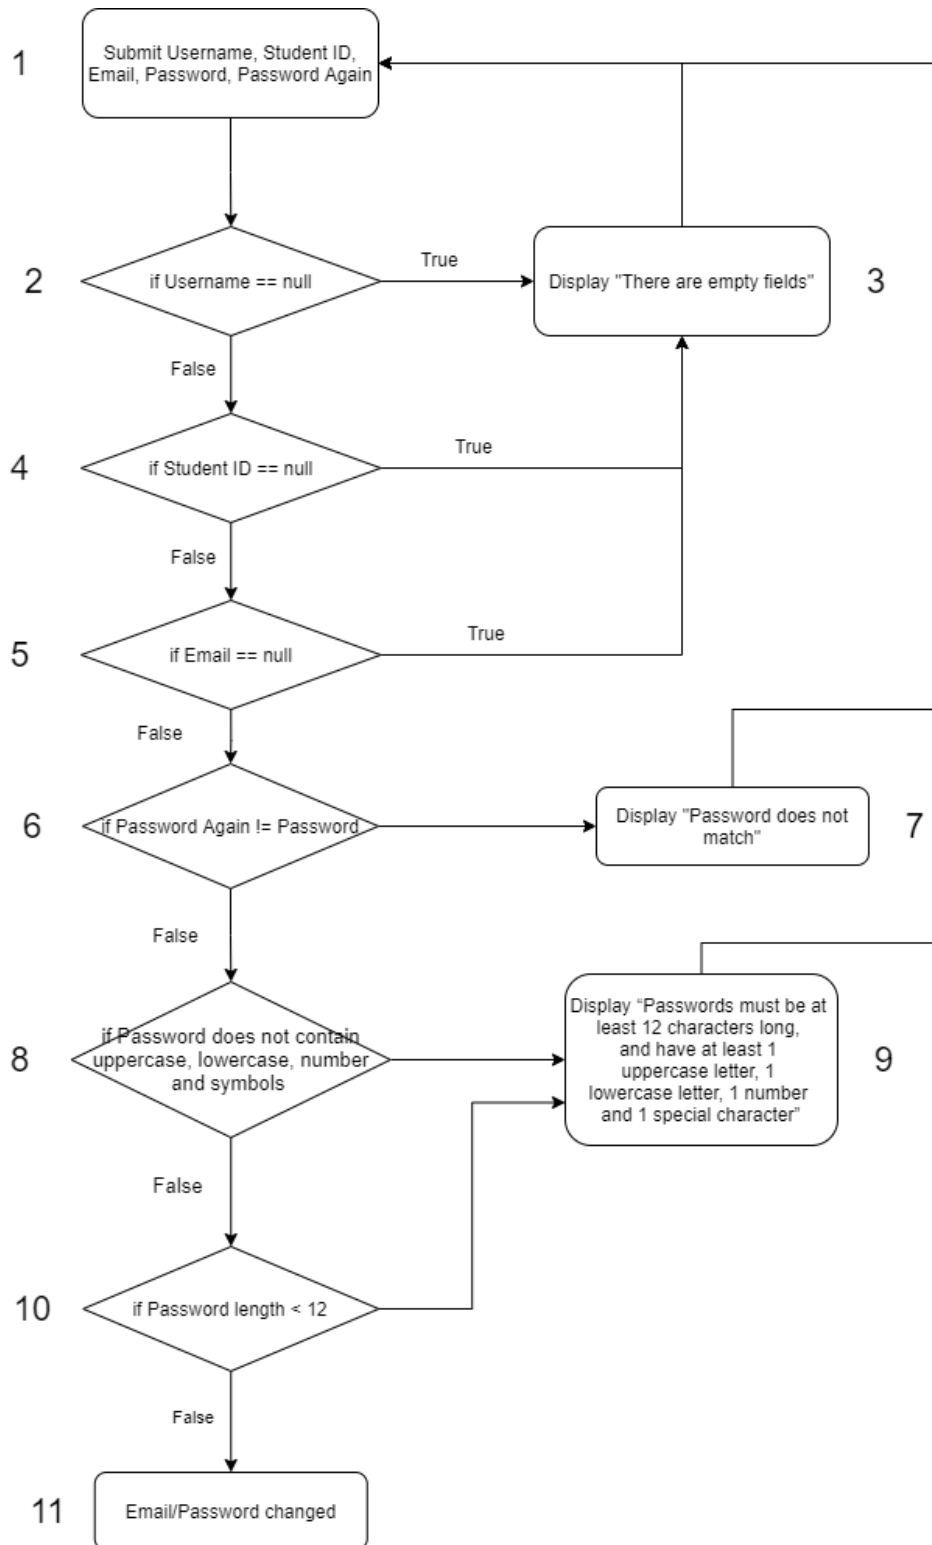 1
Submit Username, Student ID,
Email, Password, Password Again
2
if Username == null
True
Display "There are empty fields"
3
False
4
if Student ID == null
True
False
5
if Email == null
True
False
6
if Password Again != Password
Display "Password does not
match"
7
False
8
if Password does not contain
uppercase, lowercase, number
and symbols
Display “Passwords must be at
least 12 characters long,
and have at least 1
uppercase letter, 1
lowercase letter, 1 number
and 1 special character”
9
False
10
if Password length < 12
False
11
Email/Password changed